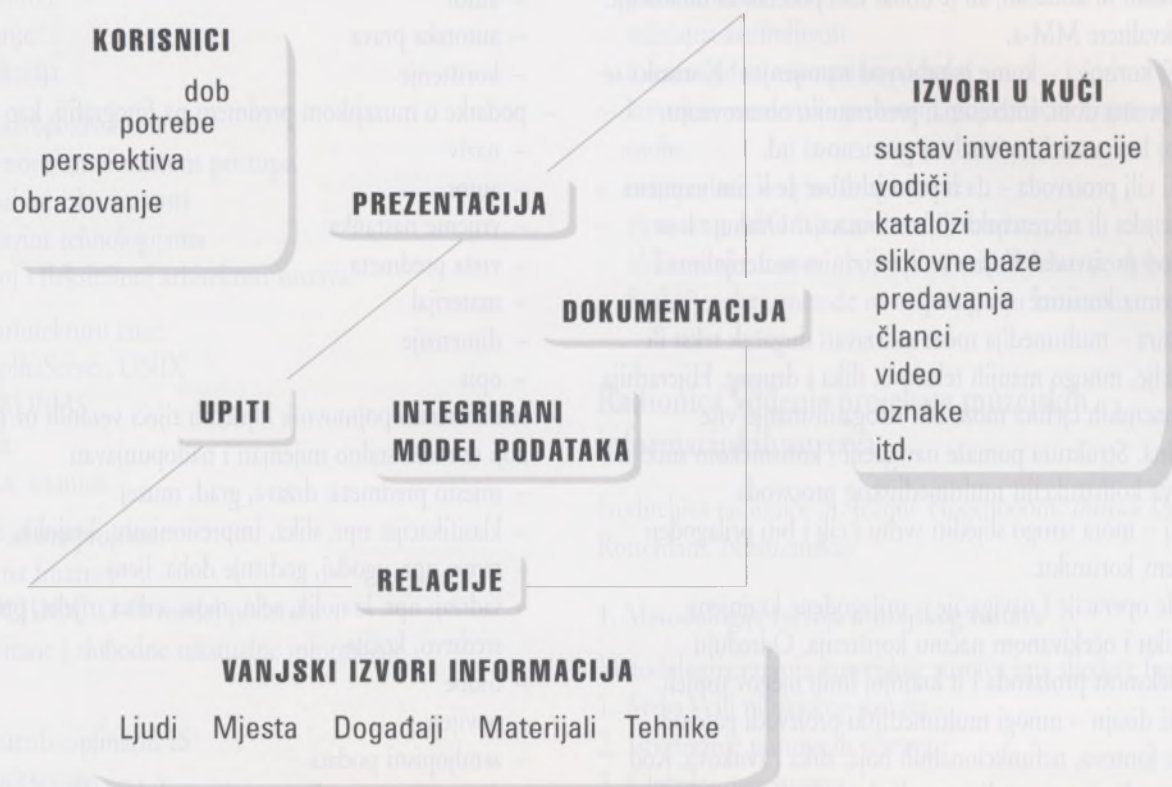 KORISNICI
dob
potrebe
perspektiva
obrazovanje
PREZENTACIJA
IZVORI U KUĆI
sustav inventarizacije
vodiči
katalozi
slikovne baze
predavanja
članci
video
oznake
itd.
DOKUMENTACIJA
UPITI
INTEGRIRANI
MODEL PODATAKA
RELACIJE
VANJSKI IZVORI INFORMACIJA
Ljudi Mjesta Događaji Materijali Tehnike